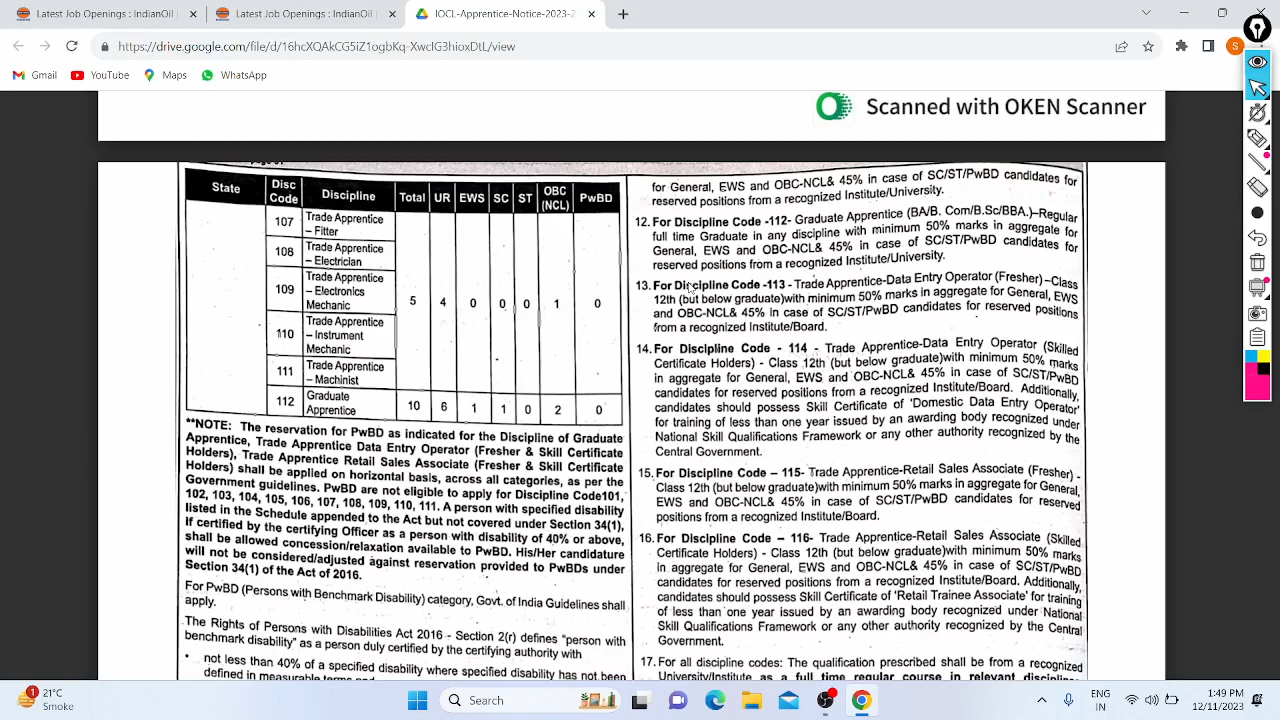 Latest Job Openings : IndianOil
Latest Job Openings : IndianOil
IOCL-Apprentice-Notice-2023-2
https://drive.google.com/file/d/16hcXQAkCG5IZ1ogbKq-XwcIG3hioxDtL/view
S
Gmail
YouTube
Maps
WhatsApp
Scanned with OKEN Scanner
State Disc Code Discipline Total UR EWS SC ST OBC (NCL) PwBD
107 Trade Apprentice – Fitter
108 Trade Apprentice – Electrician
109 Trade Apprentice – Electronics Mechanic
5 4 0 0 0 1 0
110 Trade Apprentice – Instrument Mechanic
111 Trade Apprentice – Machinist
112 Graduate Apprentice 10 6 1 1 0 2 0
**NOTE: The reservation for PwBD as indicated for the Discipline of Graduate
Apprentice, Trade Apprentice Data Entry Operator (Fresher & Skill Certificate
Holders), Trade Apprentice Retail Sales Associate (Fresher & Skill Certificate
Holders) shall be applied on horizontal basis, across all categories, as per the
Government guidelines. PwBD are not eligible to apply for Discipline Code101,
102, 103, 104, 105, 106, 107, 108, 109, 110, 111. A person with specified disability
listed in the Schedule appended to the Act but not covered under Section 34(1),
if certified by the certifying Officer as a person with disability of 40% or above,
shall be allowed concession/relaxation available to PwBD. His/Her candidature
will not be considered/adjusted against reservation provided to PwBDs under
Section 34(1) of the Act of 2016.
For PwBD (Persons with Benchmark Disability) category, Govt. of India Guidelines shall
apply.
The Rights of Persons with Disabilities Act 2016 - Section 2(r) defines "person with
benchmark disability" as a person duly certified by the certifying authority with
• not less than 40% of a specified disability where specified disability has not been
defined in measurable terms and
for General, EWS and OBC-NCL& 45% in case of SC/ST/PwBD candidates for
reserved positions from a recognized Institute/University.
12. For Discipline Code -112- Graduate Apprentice (BA/B. Com/B.Sc/BBA.)–Regular
full time Graduate in any discipline with minimum 50% marks in aggregate for
General, EWS and OBC-NCL& 45% in case of SC/ST/PwBD candidates for
reserved positions from a recognized Institute/University.
13. For Discipline Code -113 - Trade Apprentice-Data Entry Operator (Fresher) –Class
12th (but below graduate)with minimum 50% marks in aggregate for General, EWS
and OBC-NCL& 45% in case of SC/ST/PwBD candidates for reserved positions
from a recognized Institute/Board.
14. For Discipline Code - 114 - Trade Apprentice-Data Entry Operator (Skilled
Certificate Holders) - Class 12th (but below graduate)with minimum 50% marks
in aggregate for General, EWS and OBC-NCL& 45% in case of SC/ST/PwBD
candidates for reserved positions from a recognized Institute/Board. Additionally,
candidates should possess Skill Certificate of 'Domestic Data Entry Operator'
for training of less than one year issued by an awarding body recognized under
National Skill Qualifications Framework or any other authority recognized by the
Central Government.
15. For Discipline Code – 115- Trade Apprentice-Retail Sales Associate (Fresher) -
Class 12th (but below graduate)with minimum 50% marks in aggregate for General,
EWS and OBC-NCL& 45% in case of SC/ST/PwBD candidates for reserved
positions from a recognized Institute/Board.
16. For Discipline Code – 116- Trade Apprentice-Retail Sales Associate (Skilled
Certificate Holders) - Class 12th (but below graduate)with minimum 50% marks
in aggregate for General, EWS and OBC-NCL& 45% in case of SC/ST/PwBD
candidates for reserved positions from a recognized Institute/Board. Additionally,
candidates should possess Skill Certificate of 'Retail Trainee Associate' for training
of less than one year issued by an awarding body recognized under National
Skill Qualifications Framework or any other authority recognized by the Central
Government.
17. For all discipline codes: The qualification prescribed shall be from a recognized
University/Institute as a full time regular course in relevant
1
21°C
Smoke
Search
ENG
IN
1:49 PM
12/11/2023